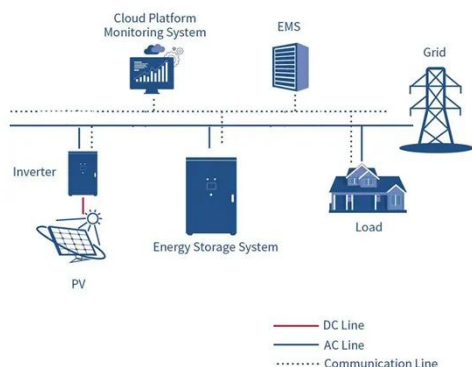 Cloud Platform
Monitoring System
EMS
Grid
Inverter
Energy Storage System
Load
PV
DC Line
AC Line
Communication Line